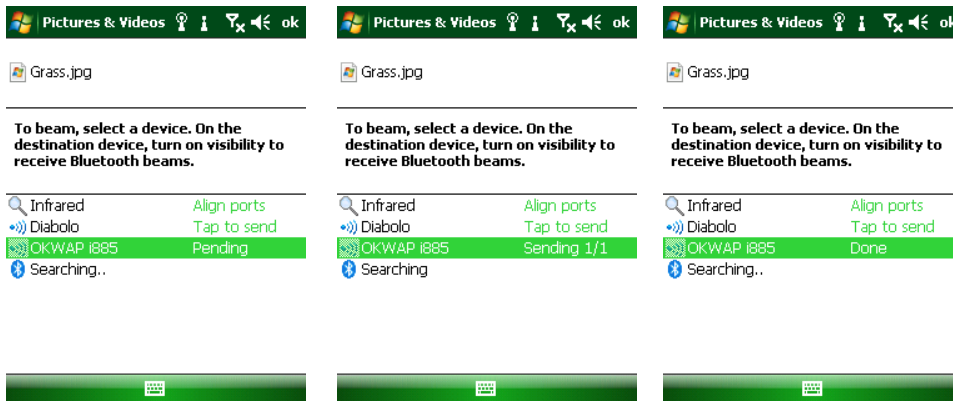 Pictures & Videos ok
Grass.jpg
To beam, select a device. On the
destination device, turn on visibility to
receive Bluetooth beams.
Infrared Align ports
Diabolo Tap to send
OKWAP i885 Pending
Searching..
Pictures & Videos ok
Grass.jpg
To beam, select a device. On the
destination device, turn on visibility to
receive Bluetooth beams.
Infrared Align ports
Diabolo Tap to send
OKWAP i885 Sending 1/1
Searching
Pictures & Videos ok
Grass.jpg
To beam, select a device. On the
destination device, turn on visibility to
receive Bluetooth beams.
Infrared Align ports
Diabolo Tap to send
OKWAP i885 Done
Searching..